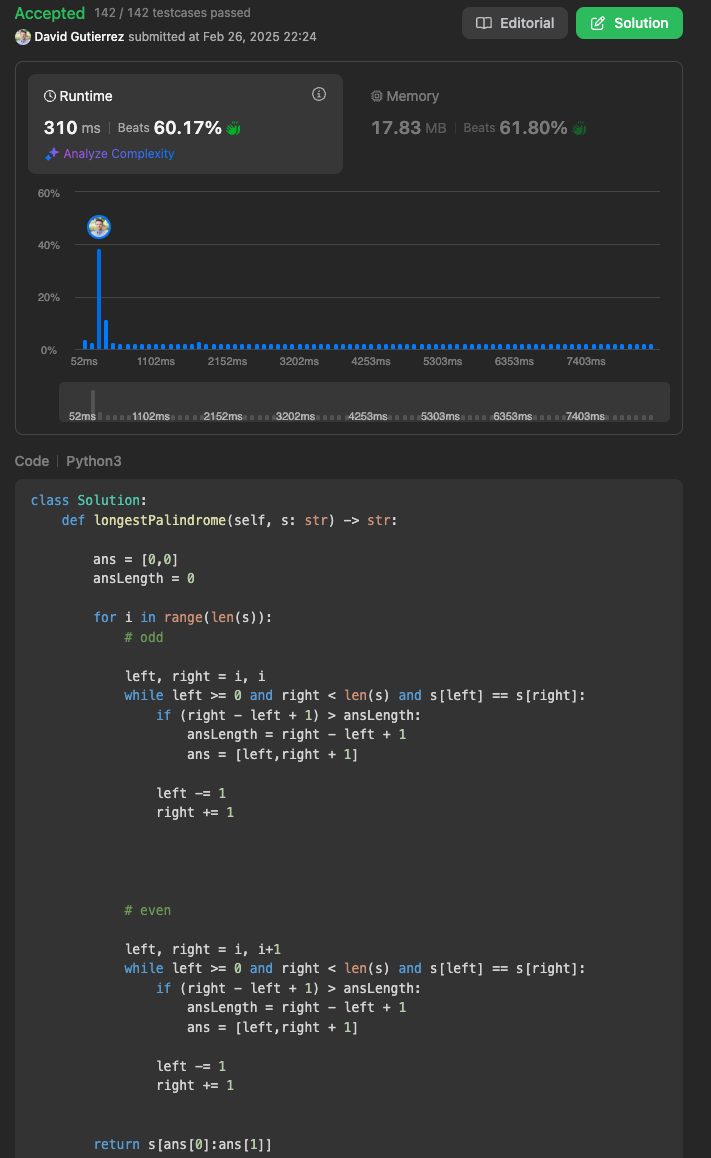 Accepted 142 / 142 testcases passed
Editorial
Solution
David Gutierrez submitted at Feb 26, 2025 22:24
Runtime
310 ms | Beats 60.17%
Analyze Complexity
Memory
17.83 MB | Beats 61.80%
60%
40%
20%
0%
52ms 1102ms 2152ms 3202ms 4253ms 5303ms 6353ms 7403ms
52ms 1102ms 2152ms 3202ms 4253ms 5303ms 6353ms 7403ms
Code | Python3
class Solution:
    def longestPalindrome(self, s: str) -> str:

        ans = [0,0]
        ansLength = 0

        for i in range(len(s)):
            # odd

            left, right = i, i
            while left >= 0 and right < len(s) and s[left] == s[right]:
                if (right - left + 1) > ansLength:
                    ansLength = right - left + 1
                    ans = [left,right + 1]

                left -= 1
                right += 1

            # even

            left, right = i, i+1
            while left >= 0 and right < len(s) and s[left] == s[right]:
                if (right - left + 1) > ansLength:
                    ansLength = right - left + 1
                    ans = [left,right + 1]

                left -= 1
                right += 1

        return s[ans[0]:ans[1]]